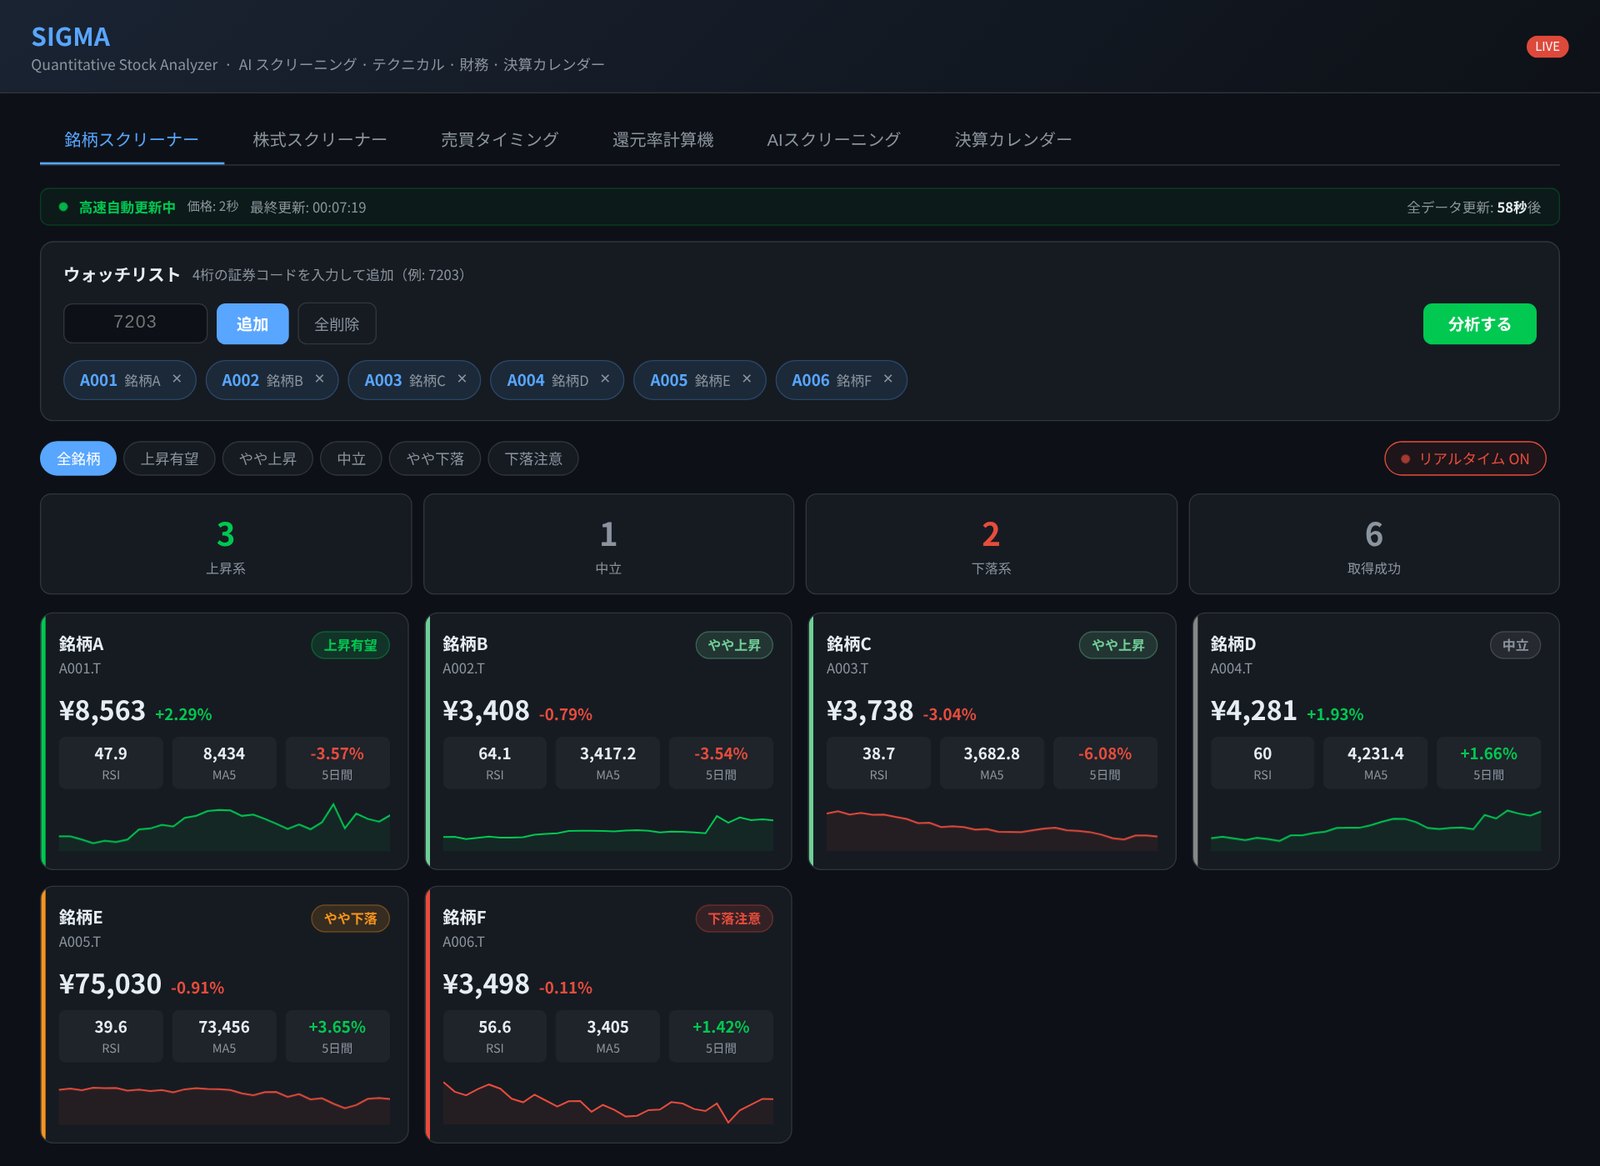 SIGMA
Quantitative Stock Analyzer · AI スクリーニング · テクニカル · 財務 · 決算カレンダー
LIVE
銘柄スクリーナー 株式スクリーナー 売買タイミング 還元率計算機 AIスクリーニング 決算カレンダー
高速自動更新中 価格: 2秒 最終更新: 00:07:19
全データ更新: 58秒後
ウォッチリスト 4桁の証券コードを入力して追加（例: 7203）
7203 追加 全削除 分析する
A001 銘柄A × A002 銘柄B × A003 銘柄C × A004 銘柄D × A005 銘柄E × A006 銘柄F ×
全銘柄 上昇有望 やや上昇 中立 やや下落 下落注意
リアルタイム ON
3
上昇系
1
中立
2
下落系
6
取得成功
銘柄A 上昇有望
A001.T
¥8,563 +2.29%
47.9 8,434 -3.57%
RSI MA5 5日間
銘柄B やや上昇
A002.T
¥3,408 -0.79%
64.1 3,417.2 -3.54%
RSI MA5 5日間
銘柄C やや上昇
A003.T
¥3,738 -3.04%
38.7 3,682.8 -6.08%
RSI MA5 5日間
銘柄D 中立
A004.T
¥4,281 +1.93%
60 4,231.4 +1.66%
RSI MA5 5日間
銘柄E やや下落
A005.T
¥75,030 -0.91%
39.6 73,456 +3.65%
RSI MA5 5日間
銘柄F 下落注意
A006.T
¥3,498 -0.11%
56.6 3,405 +1.42%
RSI MA5 5日間